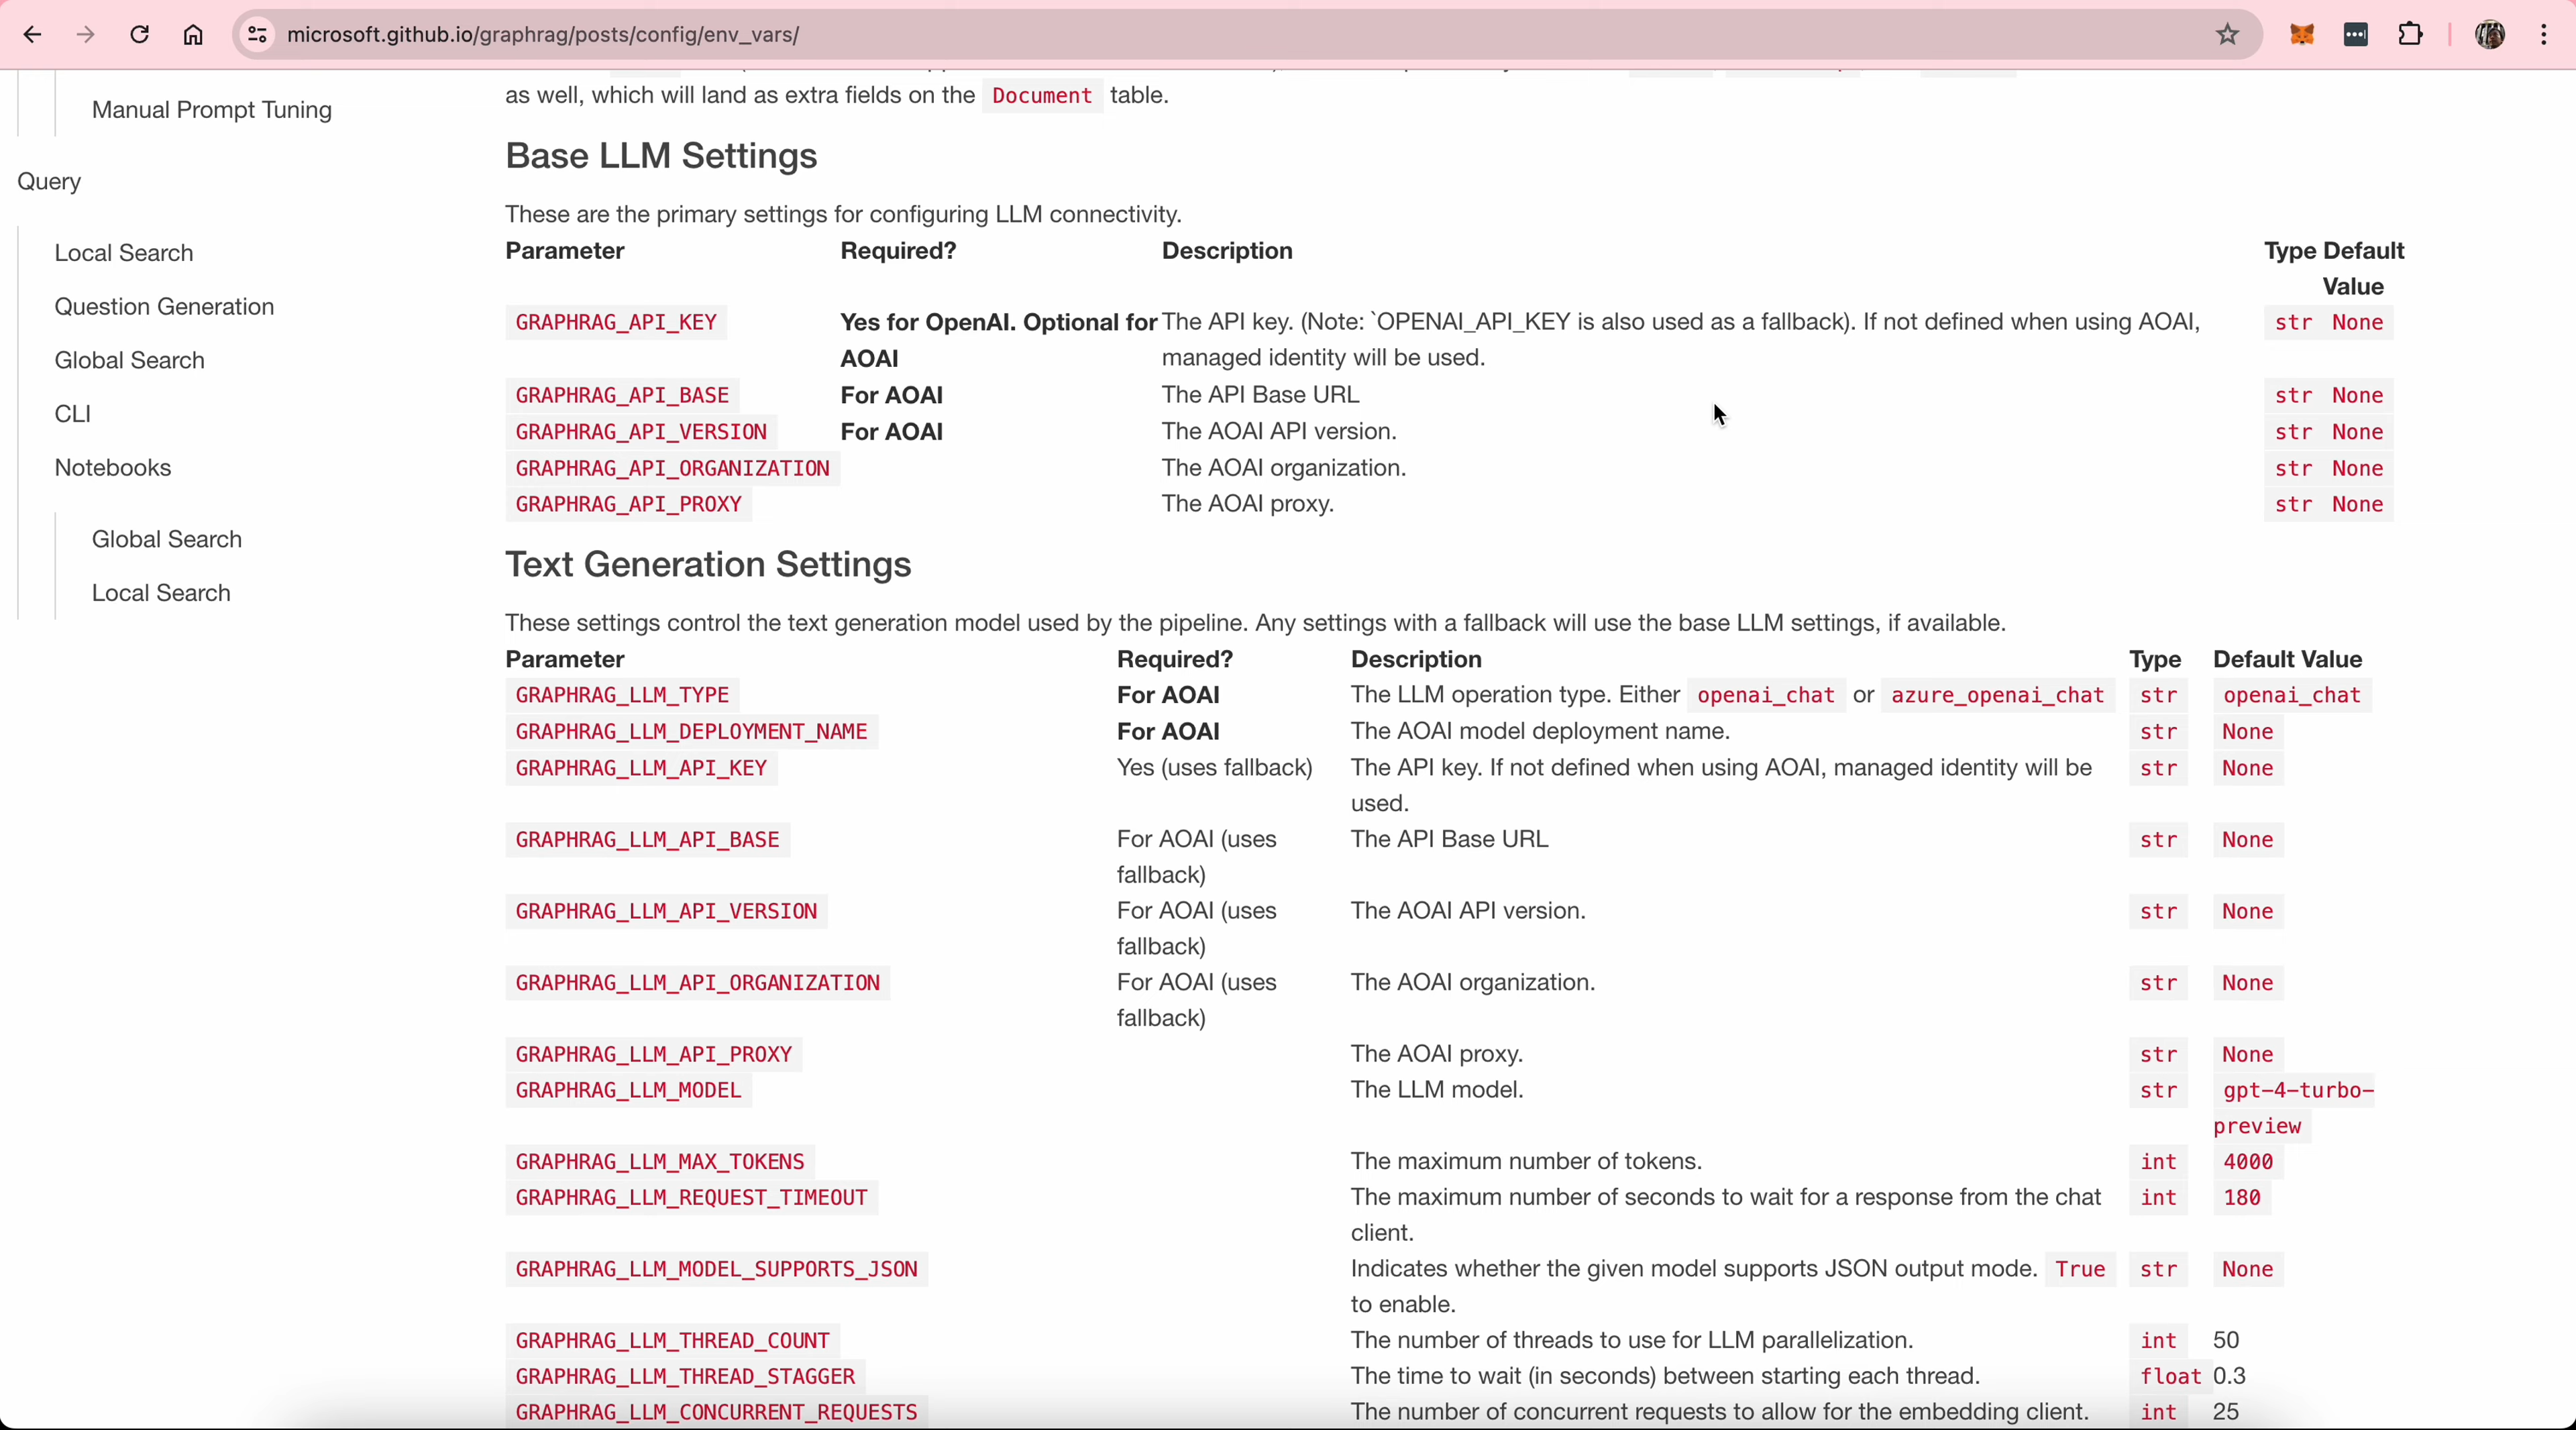 microsoft.github.io/graphrag/posts/config/env_vars/
Manual Prompt Tuning
Query
Local Search
Question Generation
Global Search
CLI
Notebooks
Global Search
Local Search
as well, which will land as extra fields on the Document table.
Base LLM Settings
These are the primary settings for configuring LLM connectivity.
Parameter Required? Description Type Default
Value
GRAPHRAG_API_KEY Yes for OpenAI. Optional for The API key. (Note: `OPENAI_API_KEY is also used as a fallback). If not defined when using AOAI, str None
AOAI managed identity will be used.
GRAPHRAG_API_BASE For AOAI The API Base URL str None
GRAPHRAG_API_VERSION For AOAI The AOAI API version. str None
GRAPHRAG_API_ORGANIZATION The AOAI organization. str None
GRAPHRAG_API_PROXY The AOAI proxy. str None
Text Generation Settings
These settings control the text generation model used by the pipeline. Any settings with a fallback will use the base LLM settings, if available.
Parameter Required? Description Type Default Value
GRAPHRAG_LLM_TYPE For AOAI The LLM operation type. Either openai_chat or azure_openai_chat str openai_chat
GRAPHRAG_LLM_DEPLOYMENT_NAME For AOAI The AOAI model deployment name. str None
GRAPHRAG_LLM_API_KEY Yes (uses fallback) The API key. If not defined when using AOAI, managed identity will be str None
used.
GRAPHRAG_LLM_API_BASE For AOAI (uses The API Base URL str None
fallback)
GRAPHRAG_LLM_API_VERSION For AOAI (uses The AOAI API version. str None
fallback)
GRAPHRAG_LLM_API_ORGANIZATION For AOAI (uses The AOAI organization. str None
fallback)
GRAPHRAG_LLM_API_PROXY The AOAI proxy. str None
GRAPHRAG_LLM_MODEL The LLM model. str gpt-4-turbo-
preview
GRAPHRAG_LLM_MAX_TOKENS The maximum number of tokens. int 4000
GRAPHRAG_LLM_REQUEST_TIMEOUT The maximum number of seconds to wait for a response from the chat int 180
client.
GRAPHRAG_LLM_MODEL_SUPPORTS_JSON Indicates whether the given model supports JSON output mode. True str None
to enable.
GRAPHRAG_LLM_THREAD_COUNT The number of threads to use for LLM parallelization. int 50
GRAPHRAG_LLM_THREAD_STAGGER The time to wait (in seconds) between starting each thread. float 0.3
GRAPHRAG_LLM_CONCURRENT_REQUESTS The number of concurrent requests to allow for the embedding client. int 25